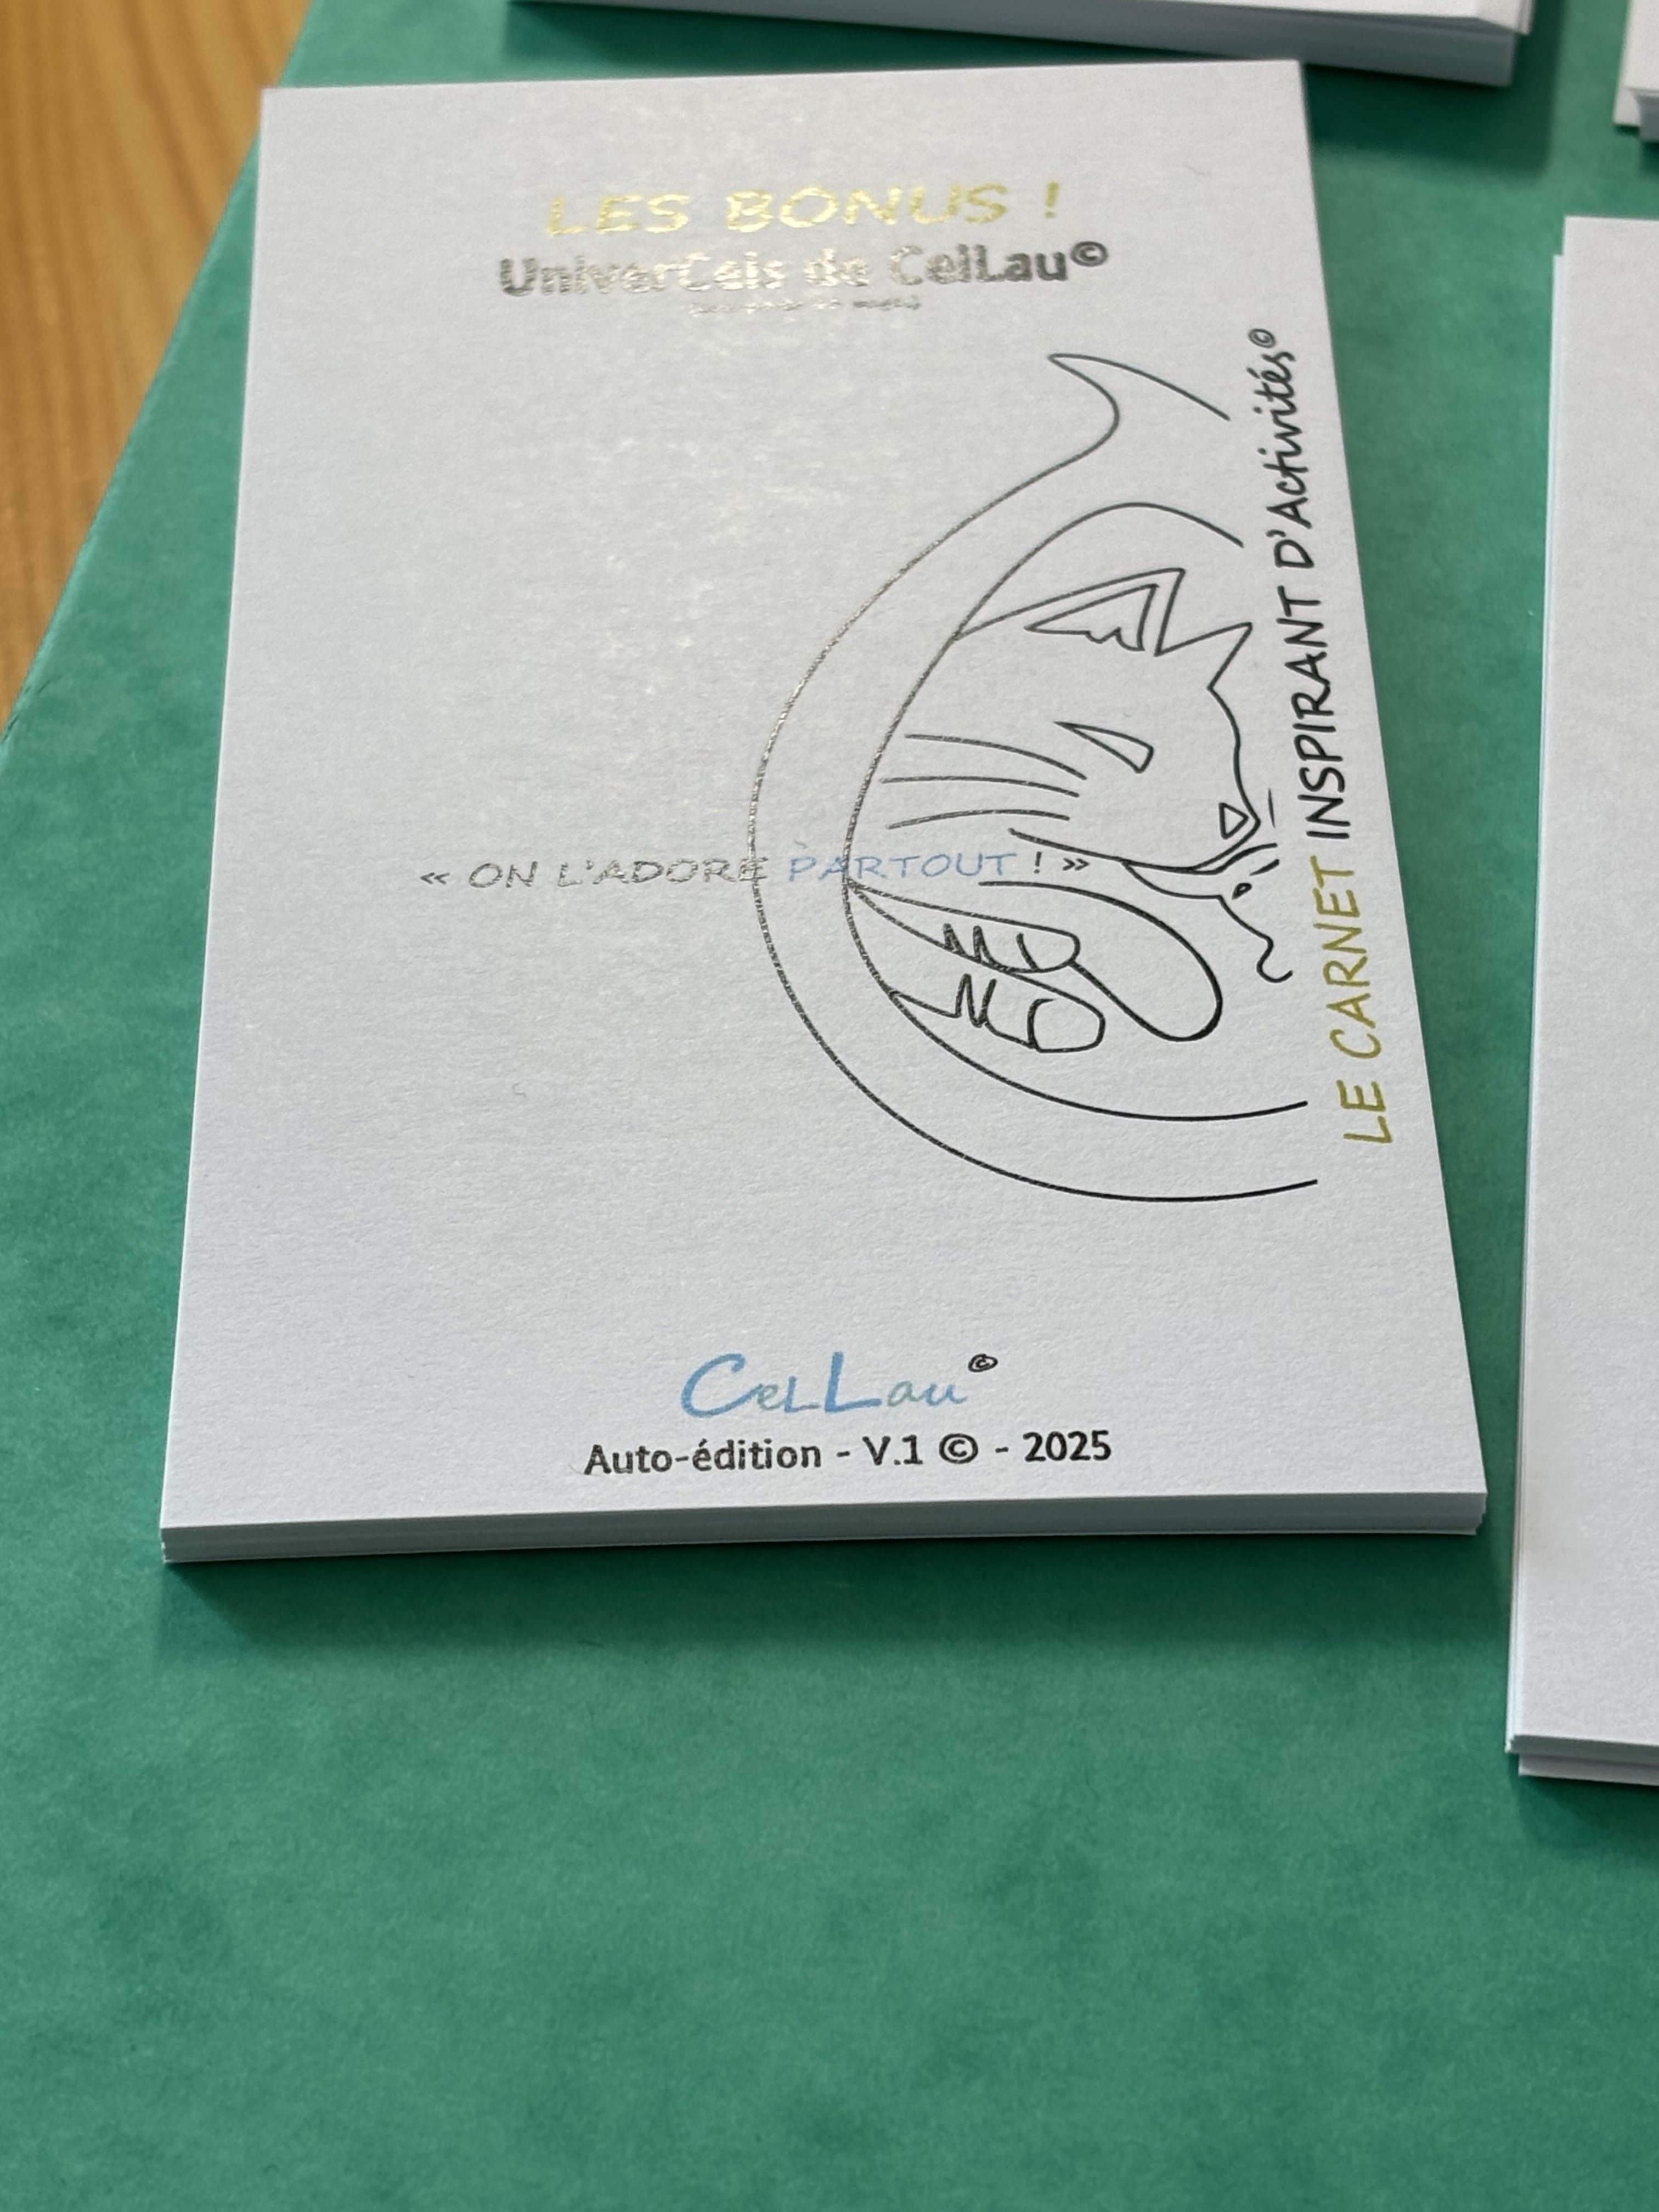 LES BONUS !
UniverCels de CelLau©
LE CARNET INSPIRANT D'Activités©
« ON L'ADORE PARTOUT ! »
CelLau©
Auto-édition - V.1 © - 2025